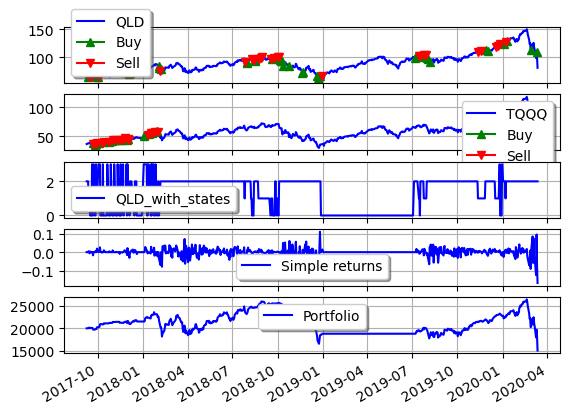 150
100
QLD
Buy
Sell
100
50
TQQQ
Buy
Sell
2
0
QLD_with_states
0.1
0.0
−0.1
Simple returns
25000
20000
15000
Portfolio
2017-10
2018-01
2018-04
2018-07
2018-10
2019-01
2019-04
2019-07
2019-10
2020-01
2020-04